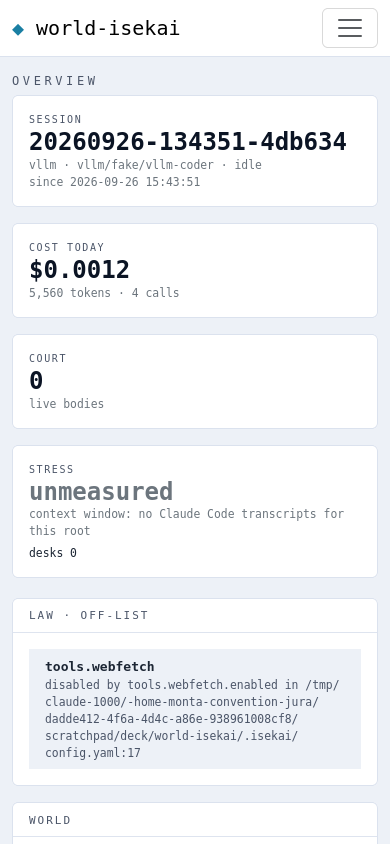 ◆ world-isekai
OVERVIEW
SESSION
20260926-134351-4db634
vllm · vllm/fake/vllm-coder · idle
since 2026-09-26 15:43:51
COST TODAY
$0.0012
5,560 tokens · 4 calls
COURT
0
live bodies
STRESS
unmeasured
context window: no Claude Code transcripts for
this root
desks 0
LAW · OFF-LIST
tools.webfetch
disabled by tools.webfetch.enabled in /tmp/
claude-1000/-home-monta-convention-jura/
dadde412-4f6a-4d4c-a86e-938961008cf8/
scratchpad/deck/world-isekai/.isekai/
config.yaml:17
WORLD